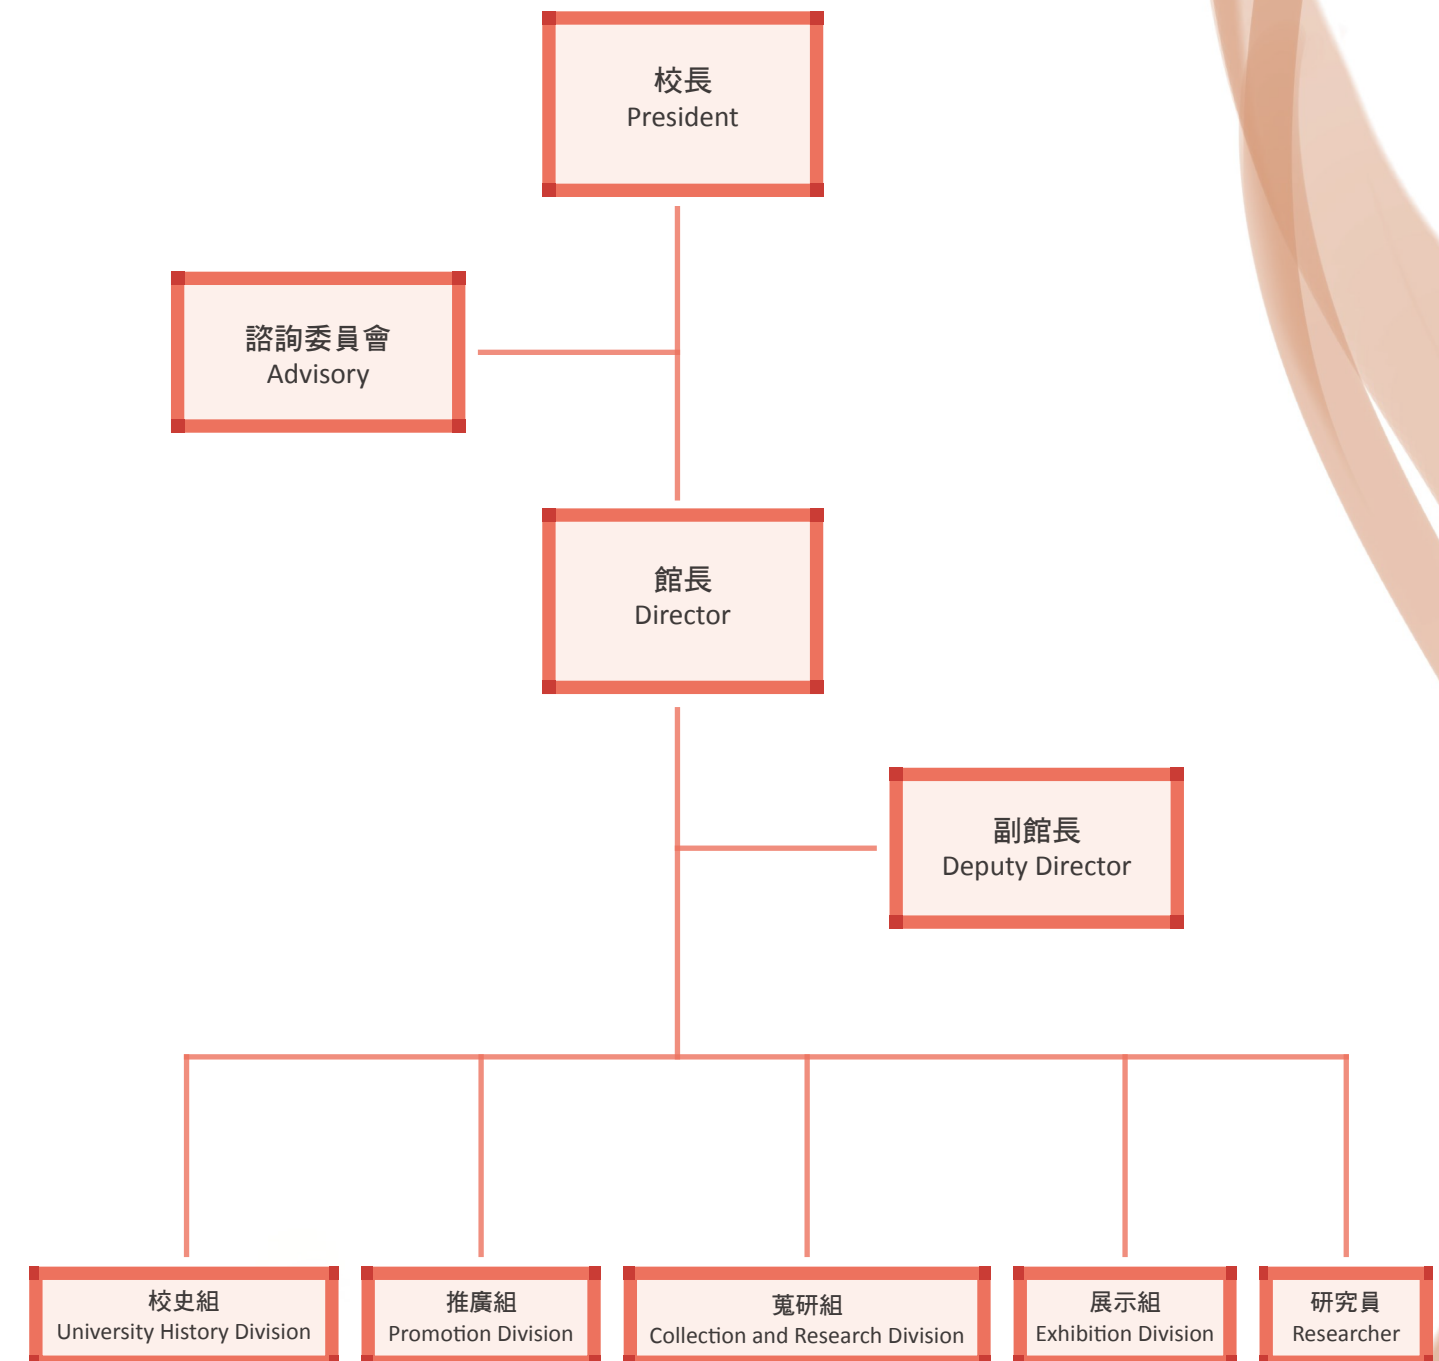 校長
President
諮詢委員會
Advisory
館長
Director
副館長
Deputy Director
校史組
University History Division
推廣組
Promotion Division
蒐研組
Collection and Research Division
展示組
Exhibition Division
研究員
Researcher